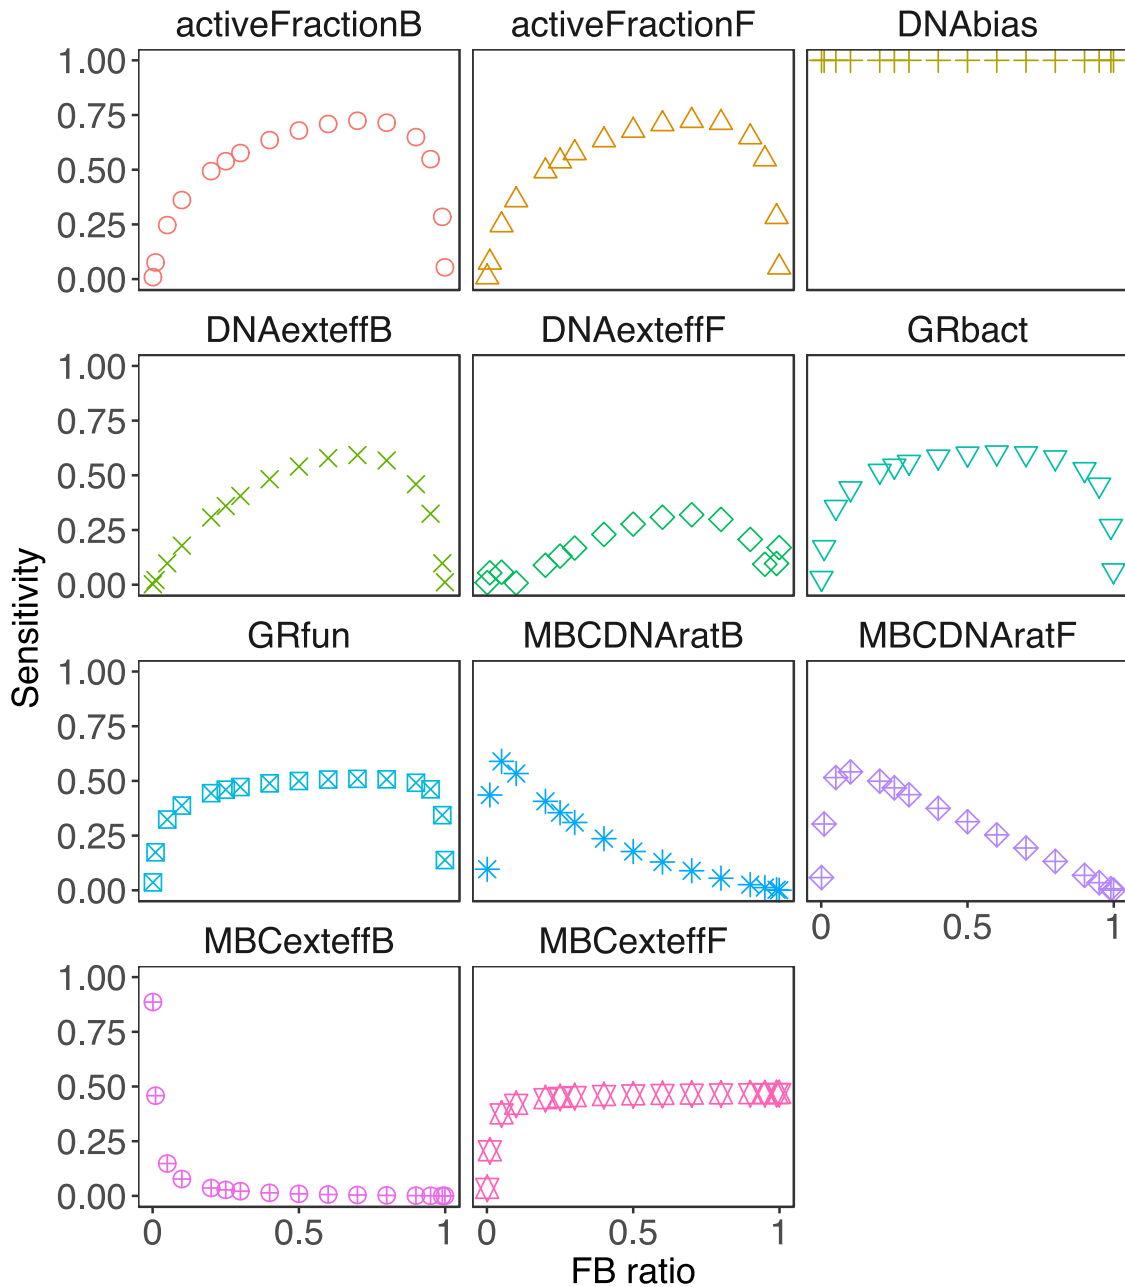 activeFractionB activeFractionF DNAbias
1.00
0.75
0.50
0.25
0.00
DNAexteffB DNAexteffF GRbact
1.00
0.75
0.50
0.25
0.00
Sensitivity
GRfun MBCDNAratB MBCDNAratF
1.00
0.75
0.50
0.25
0.00
0 0.5 1
MBCexteffB MBCexteffF
1.00
0.75
0.50
0.25
0.00
0 0.5 1 0 0.5 1
FB ratio